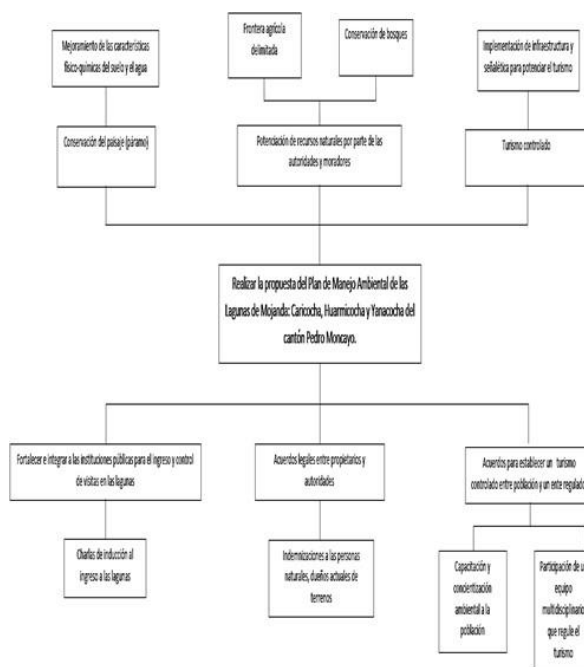 Mejoramiento de las características
físico-químicas del suelo y el agua
Frontera agrícola
delimitada
Conservación de bosques
Implementación de infraestructura y
señalética para potenciar el turismo
Conservación del paisaje (páramo)
Potenciación de recursos naturales por parte de las
autoridades y moradores
Turismo controlado
Realizar la propuesta del Plan de Manejo Ambiental de las
Lagunas de Mojanda: Caricocha, Huarmicocha y Yanacocha del
cantón Pedro Moncayo.
Fortalecer e integrar a las instituciones públicas para el ingreso y control
de visitas en las lagunas
Acuerdos legales entre propietarios y
autoridades
Acuerdos para establecer un turismo
controlado entre población y un ente regulado
Charlas de inducción al
ingreso a las lagunas
Indemnizaciones a las personas
naturales, dueños actuales de
terrenos
Capacitación y
concientización
ambiental a la
población
Participación de u
equipo
multidisciplinario
que regule el
turismo